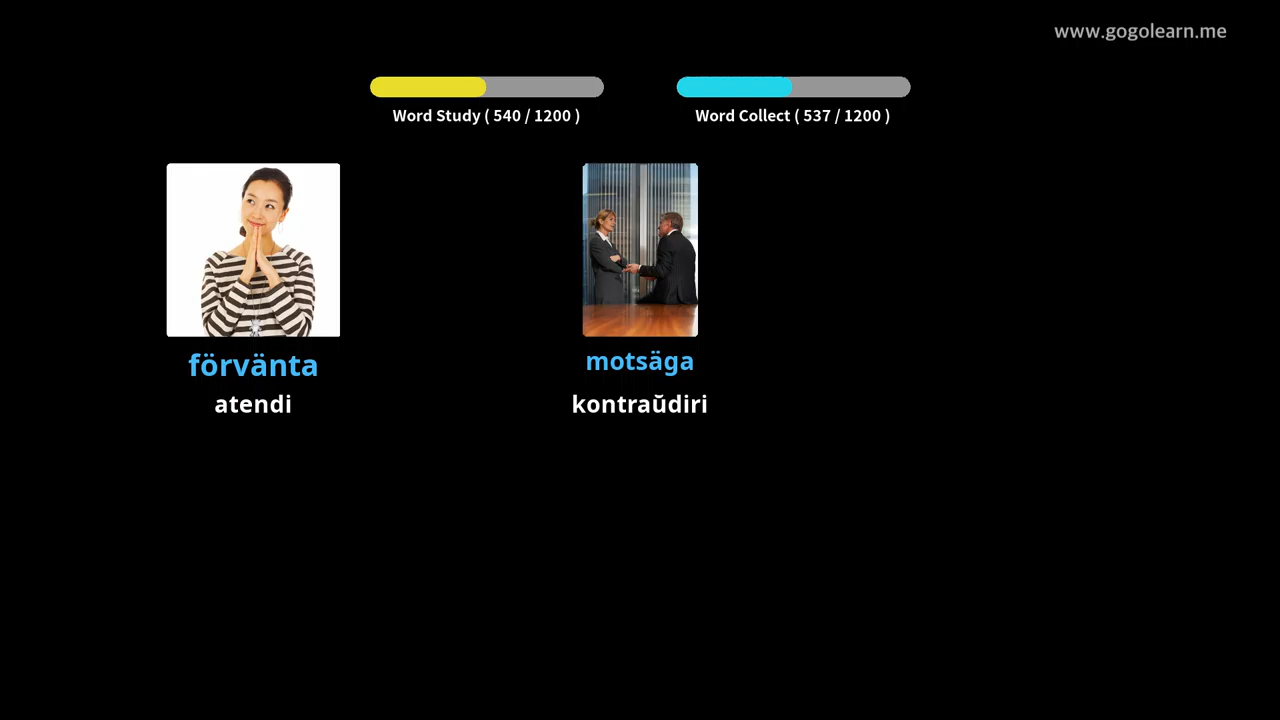 www.gogolearn.me
Word Study ( 540 / 1200 )
Word Collect ( 537 / 1200 )
förvänta
motsäga
atendi
kontraŭdiri